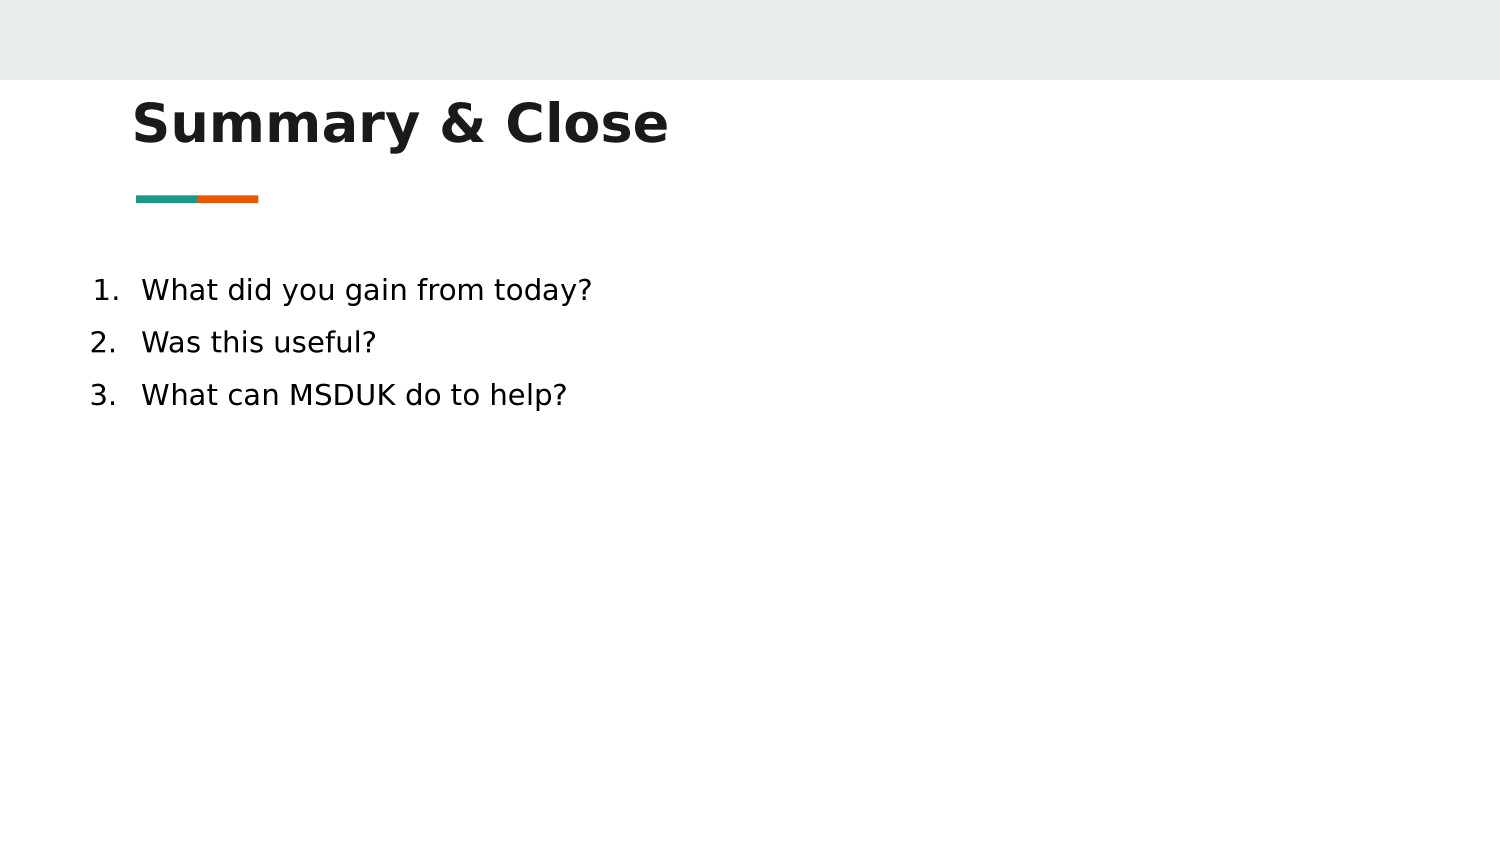 Summary & Close
1. What did you gain from today?
2. Was this useful?
3. What can MSDUK do to help?